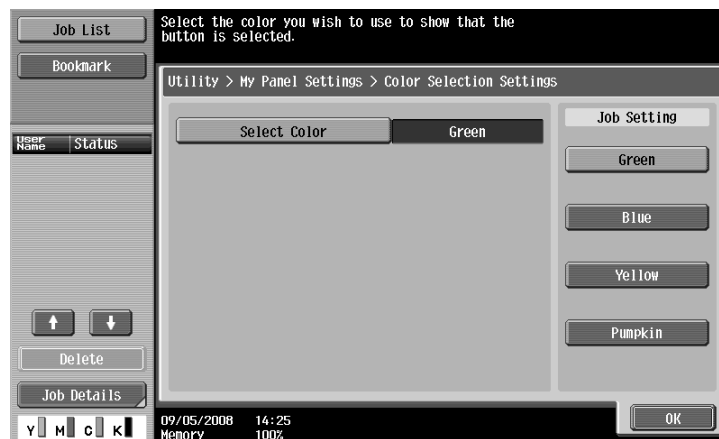 Job List
Bookmark
Select the color you wish to use to show that the
button is selected.
Utility > My Panel Settings > Color Selection Settings
User
Name
Status
Select Color
Green
Job Setting
Green
Blue
Yellow
Pumpkin
Delete
Job Details
Y M C K
09/05/2008 14:25
Memory 100%
OK